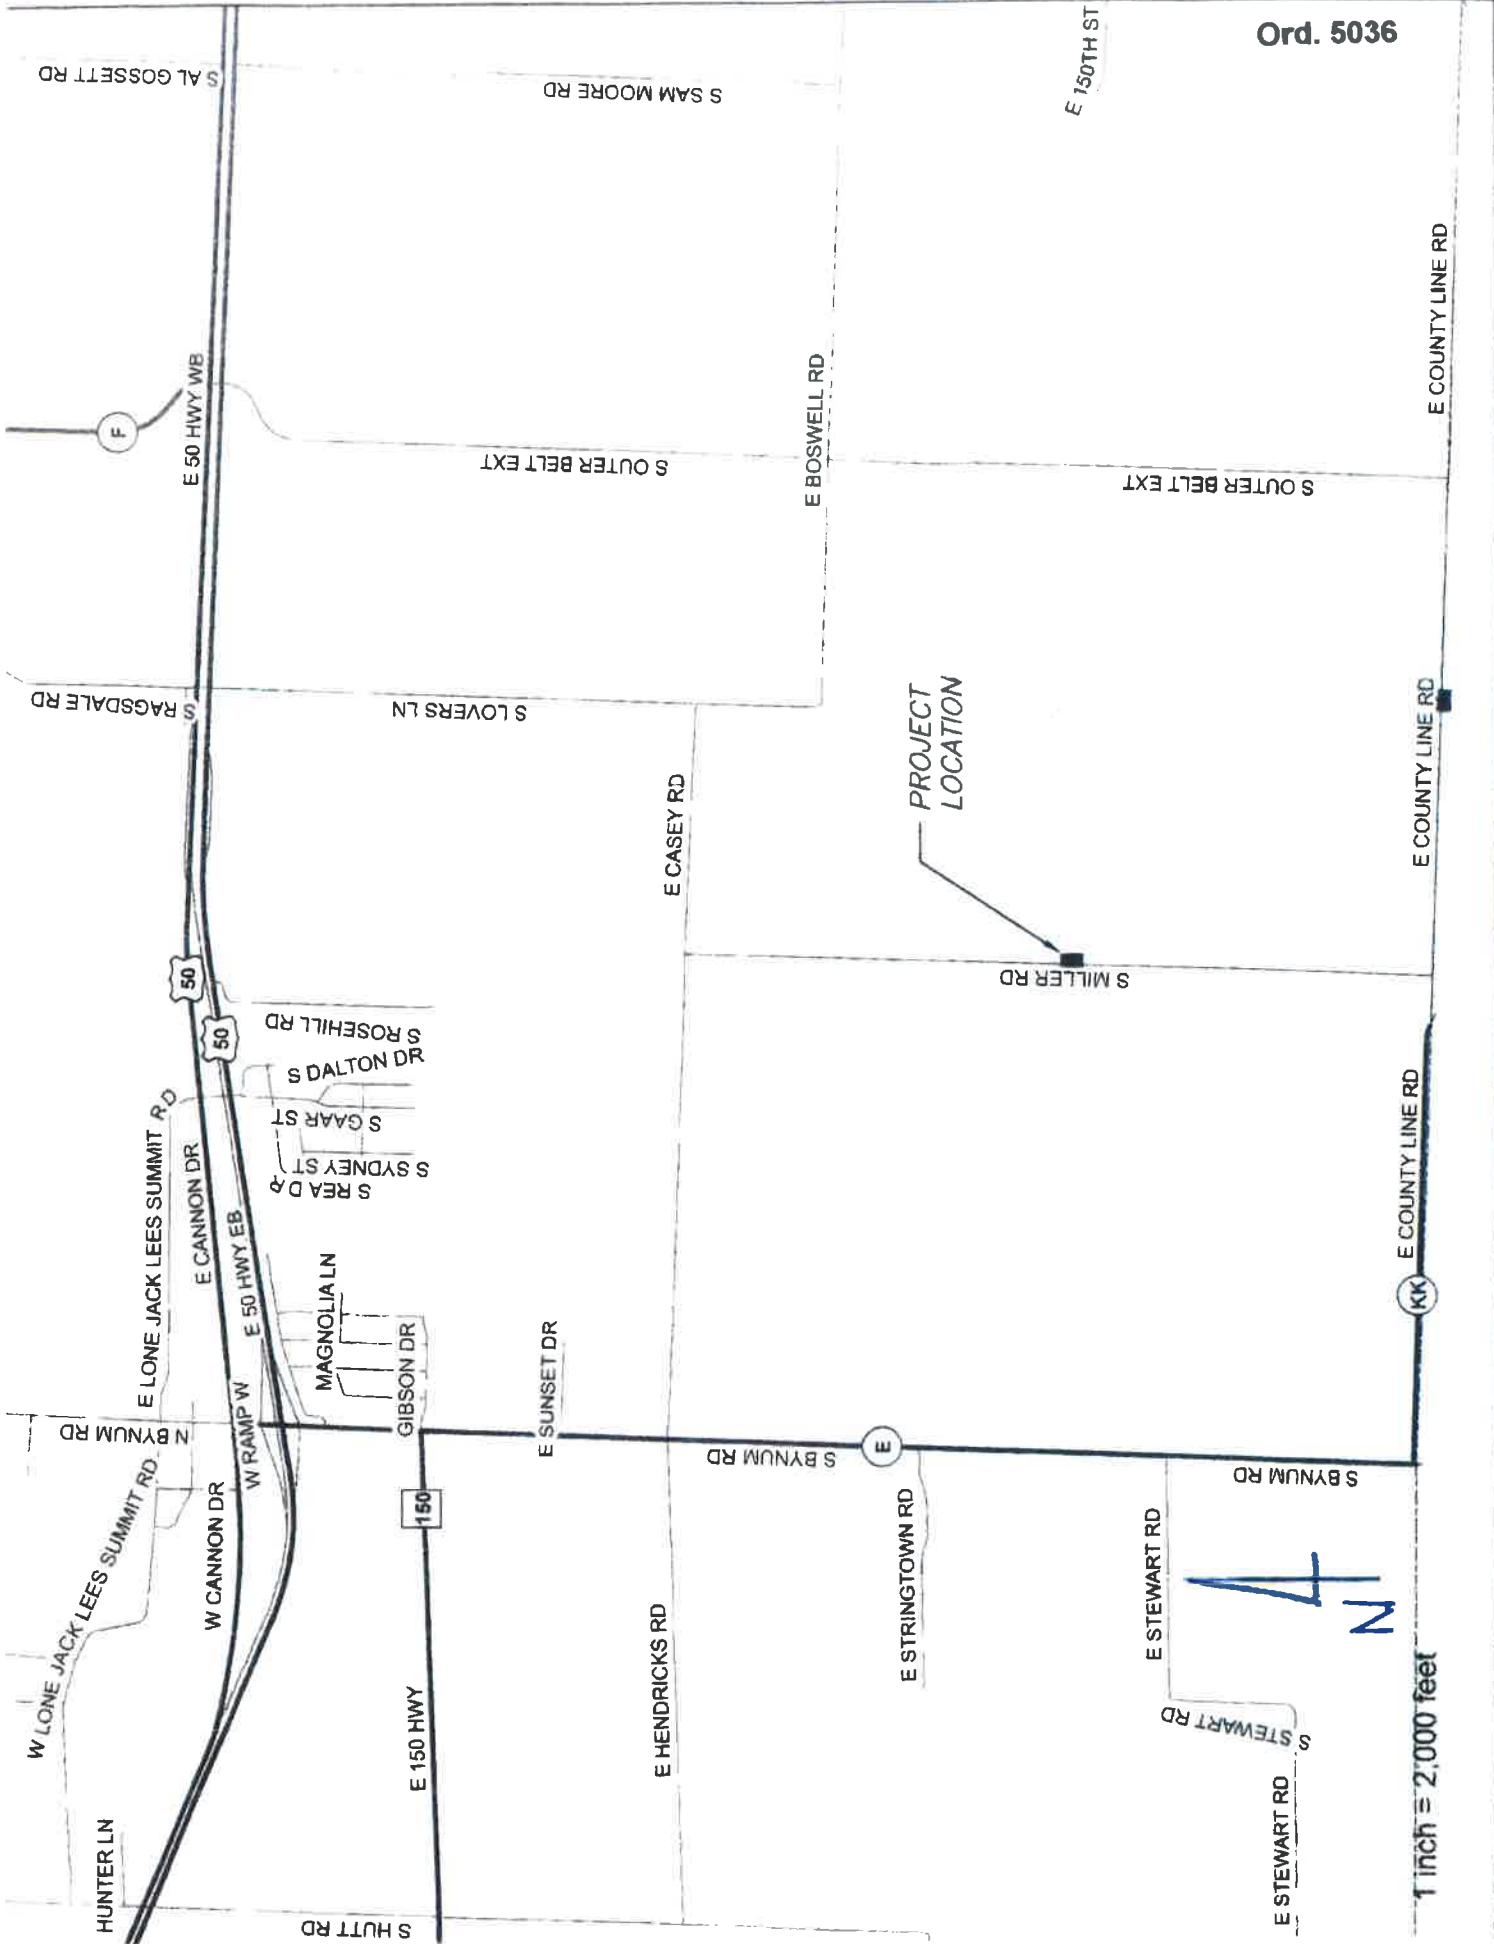 Ord. 5036
S AL GOSSETT RD
S SAM MOORE RD
E 150TH ST
F
E 50 HWY WB
S OUTER BELT EXT
E BOSWELL RD
S OUTER BELT EXT
E COUNTY LINE RD
S RAGSDALE RD
S LOVERS LN
E CASEY RD
PROJECT
LOCATION
E COUNTY LINE RD
50
50
S ROSEHILL RD
S DALTON DR
S GAAR ST
S SYDNEY ST
S REA DR
S MILLER RD
E LONE JACK LEES SUMMIT RD
E CANNON DR
E 50 HWY EB
MAGNOLIA LN
GIBSON DR
E SUNSET DR
E COUNTY LINE RD
KK
N BYNUM RD
W RAMP W
S BYNUM RD
E
S BYNUM RD
W LONE JACK LEES SUMMIT RD
W CANNON DR
150
E 150 HWY
E HENDRICKS RD
E STRINGTOWN RD
E STEWART RD
S STEWART RD
E STEWART RD
HUNTER LN
S HUTT RD
N
1 inch = 2,000 feet